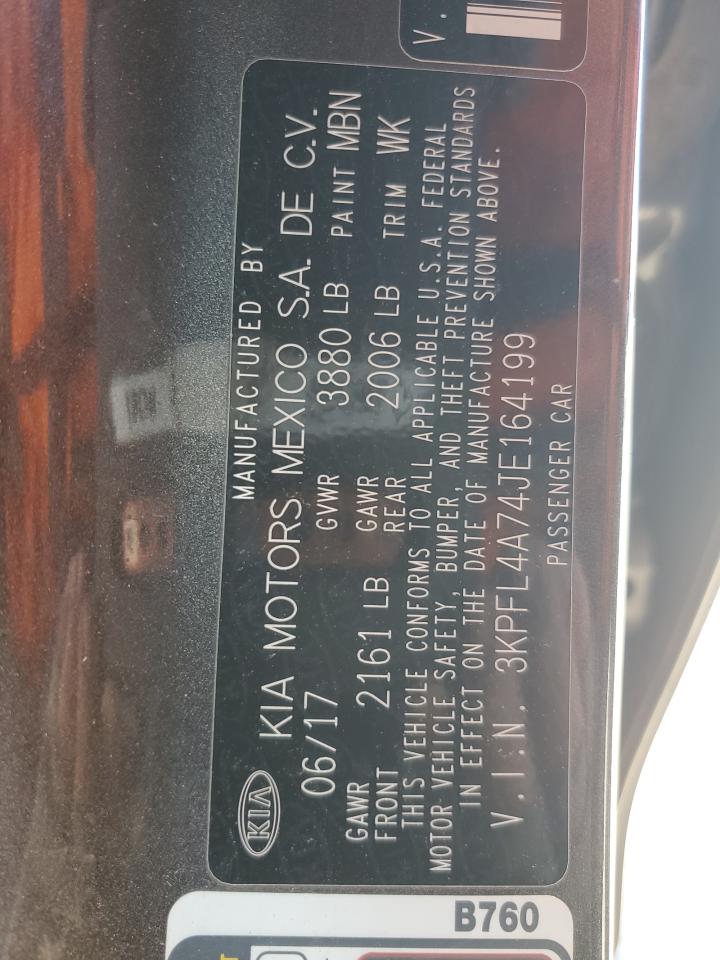 V.
MANUFACTURED BY
KIA KIA MOTORS MEXICO S.A. DE C.V.
06/17 GVWR 3880 LB PAINT MBN
GAWR FRONT 2161 LB GAWR REAR 2006 LB TRIM WK
THIS VEHICLE CONFORMS TO ALL APPLICABLE U.S.A. FEDERAL
MOTOR VEHICLE SAFETY, BUMPER, AND THEFT PREVENTION STANDARDS
IN EFFECT ON THE DATE OF MANUFACTURE SHOWN ABOVE.
V.I.N. 3KPFL4A74JE164199
PASSENGER CAR
B760